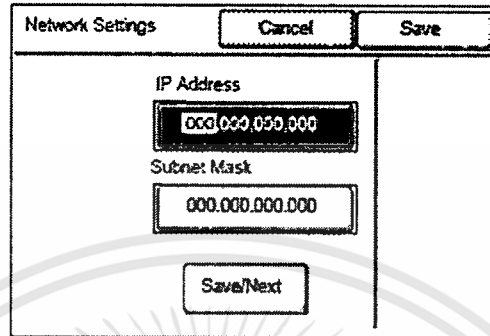 Network Settings Cancel Save
IP Address
000.000.000.000
Subnet Mask
000.000.000.000
Save/Next